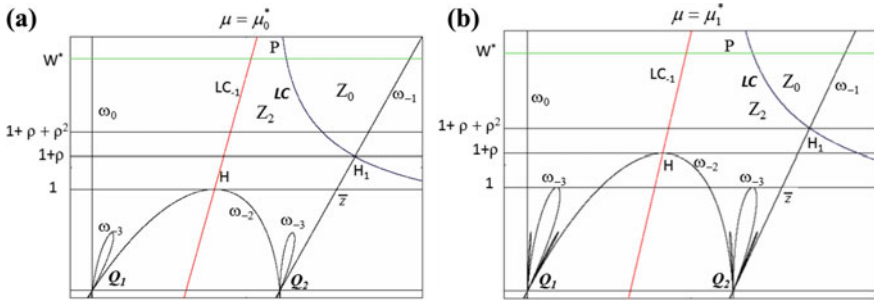 (a) μ = μ₀*
W*
P
LC₋₁
LC
Z₀
ω₋₁
ω₀
Z₂
1+ ρ + ρ²
1+ρ
H₁
H
1
z̅
ω₋₂
ω₋₃
ω₋₃
Q₁
Q₂
(b) μ = μ₁*
W*
P
LC₋₁
LC
Z₀
ω₋₁
ω₀
Z₂
1+ ρ + ρ²
H₁
1+ρ
H
ω₋₂
1
ω₋₃
ω₋₃
z̅
Q₁
Q₂